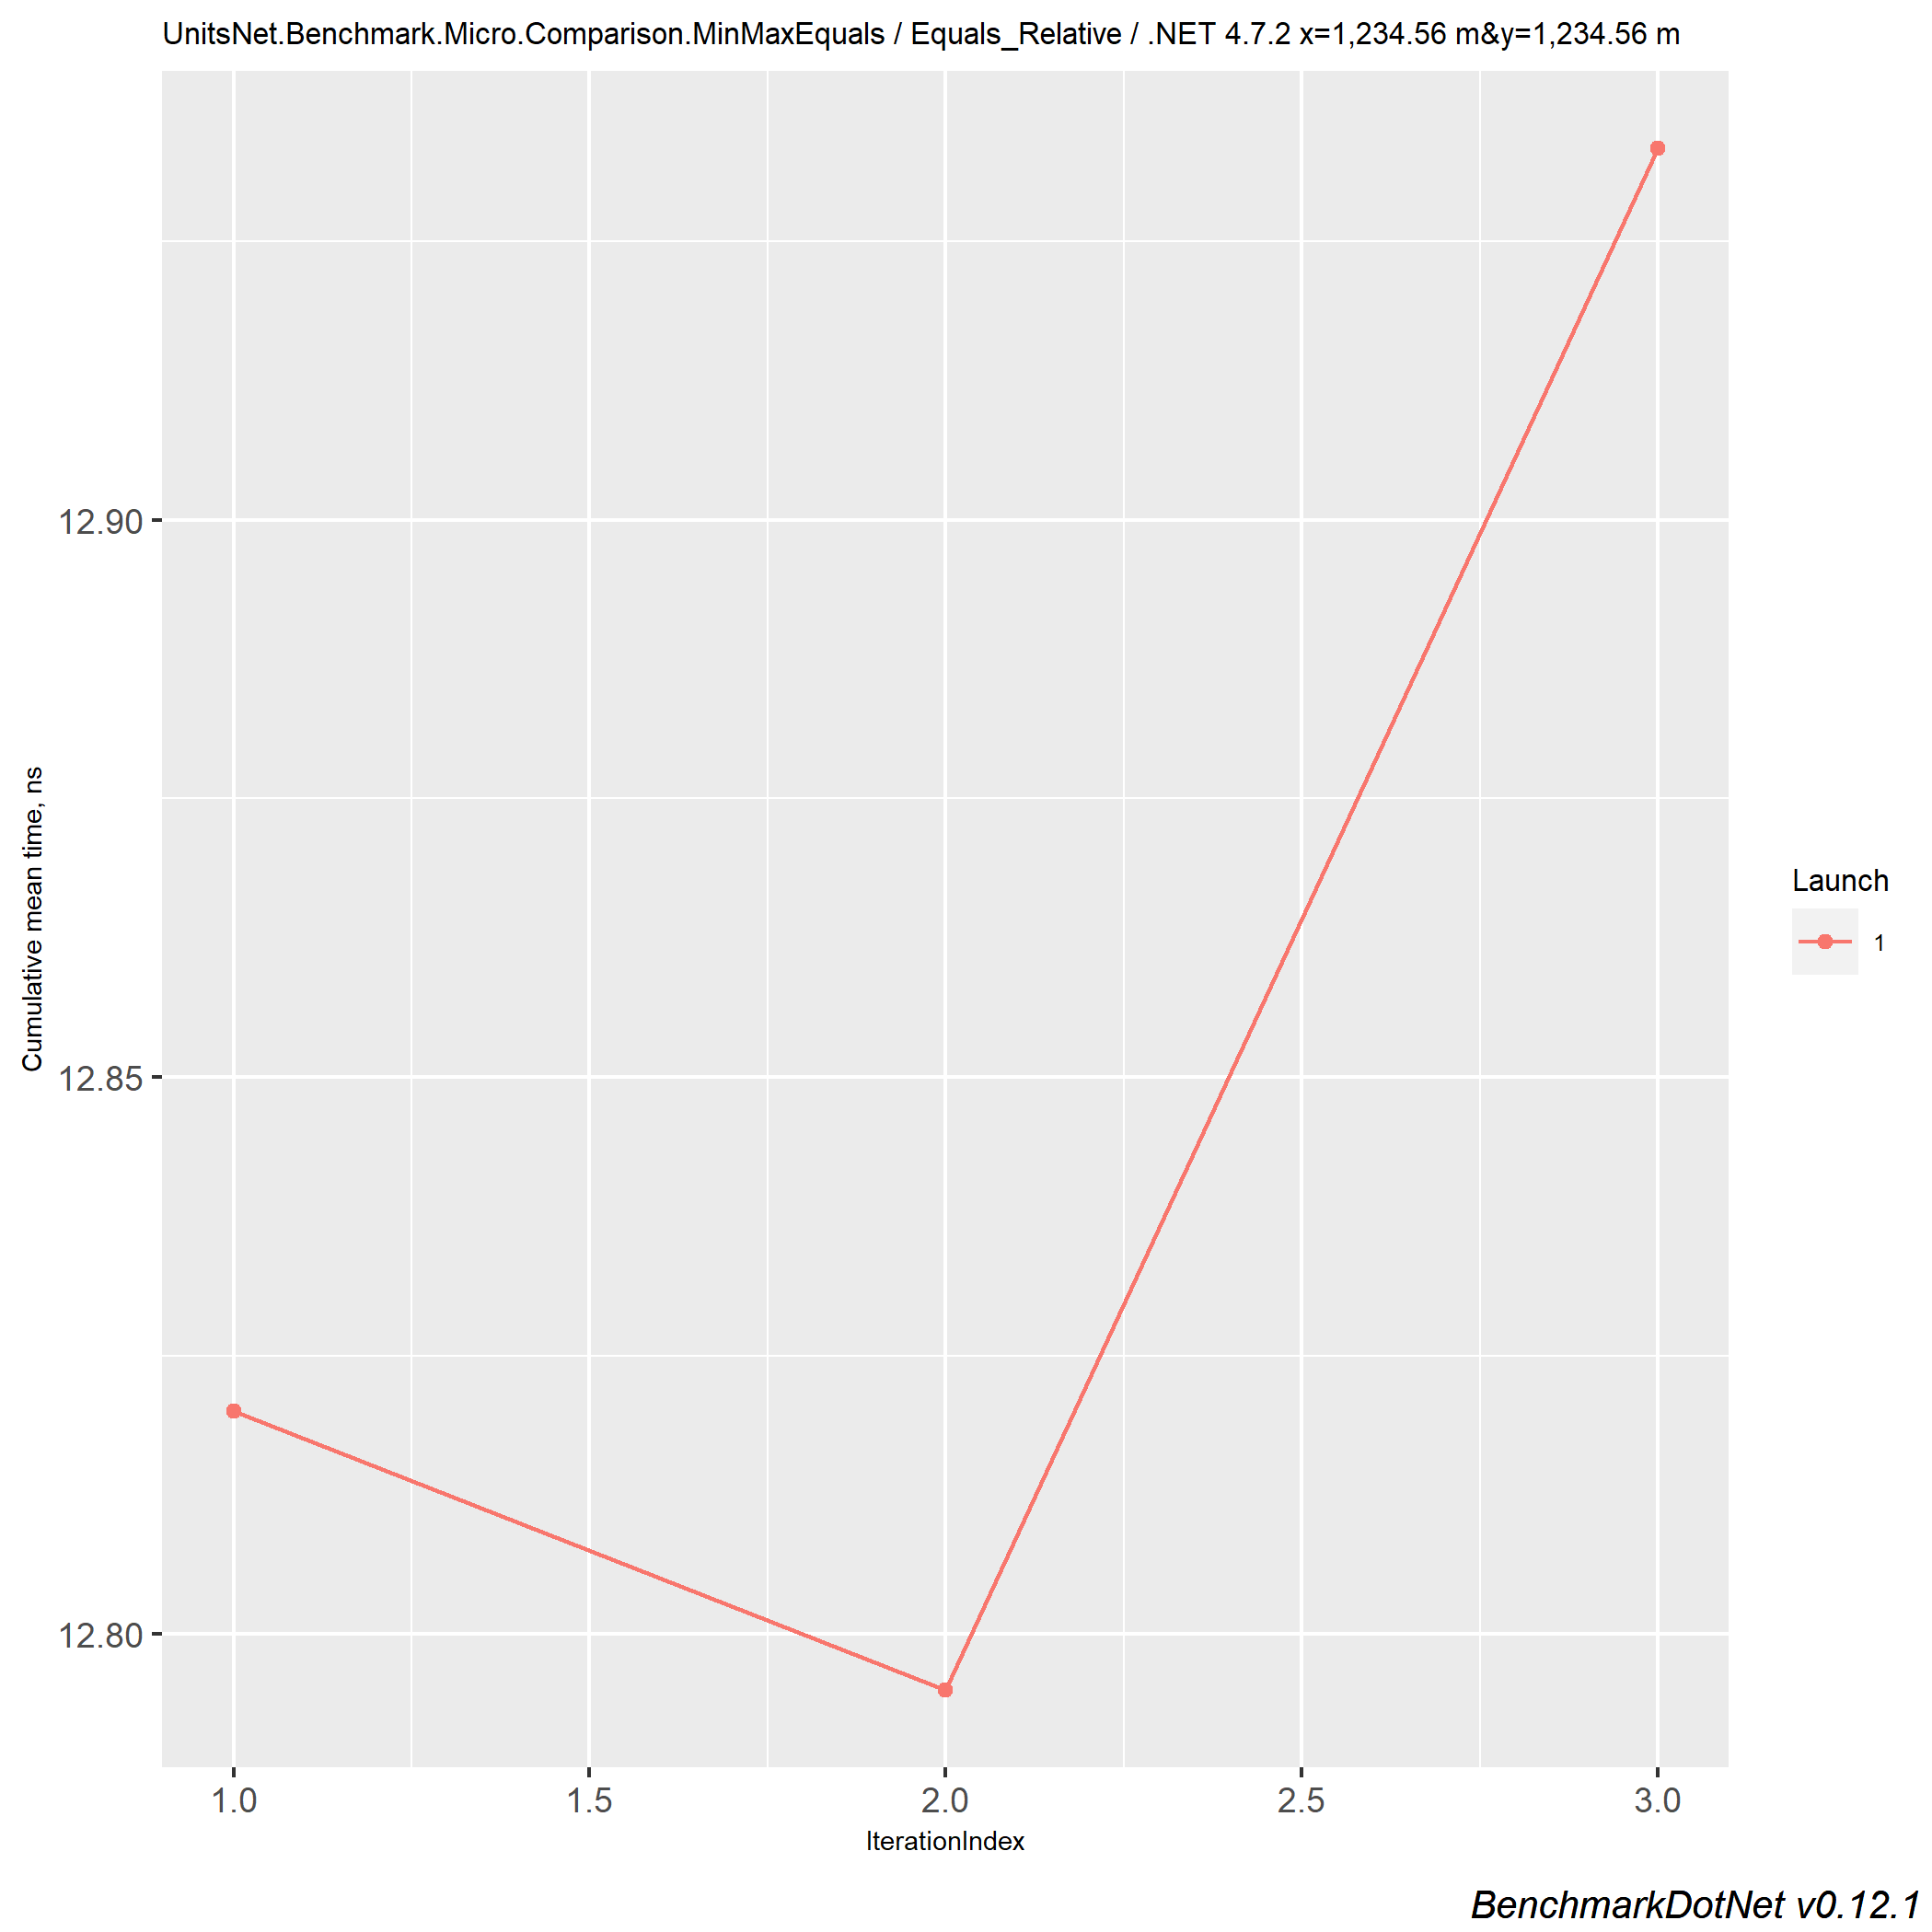 UnitsNet.Benchmark.Micro.Comparison.MinMaxEquals / Equals_Relative / .NET 4.7.2 x=1,234.56 m&y=1,234.56 m
Cumulative mean time, ns
12.90
12.85
12.80
1.0 1.5 2.0 2.5 3.0
IterationIndex
Launch
1
BenchmarkDotNet v0.12.1